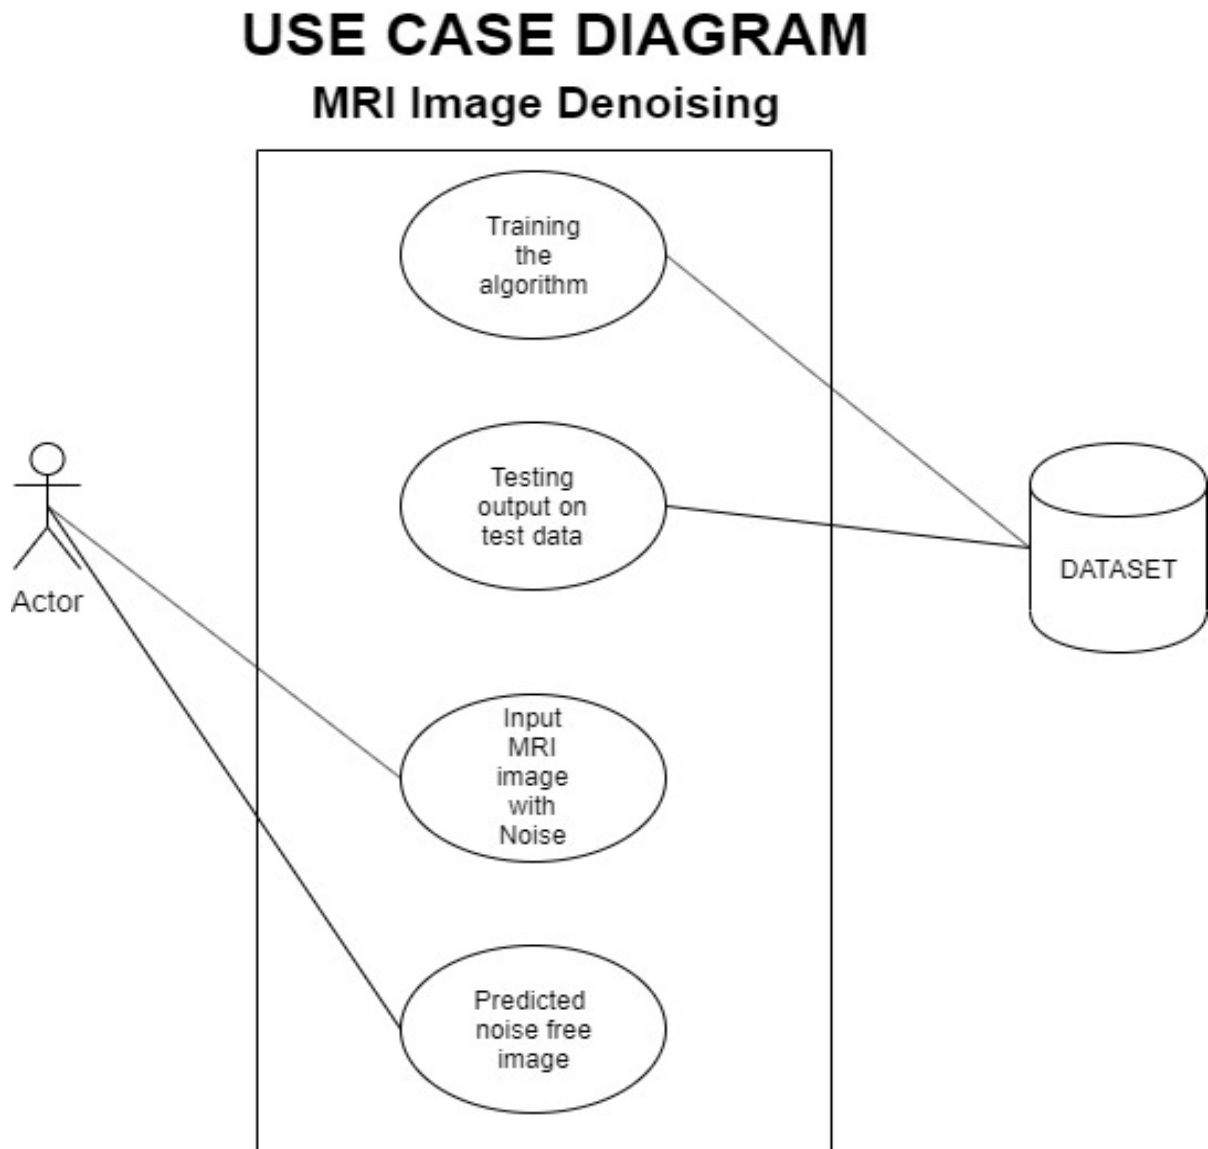 USE CASE DIAGRAM
MRI Image Denoising
Training
the
algorithm
Testing
output on
test data
Actor
DATASET
Input
MRI
image
with
Noise
Predicted
noise free
image